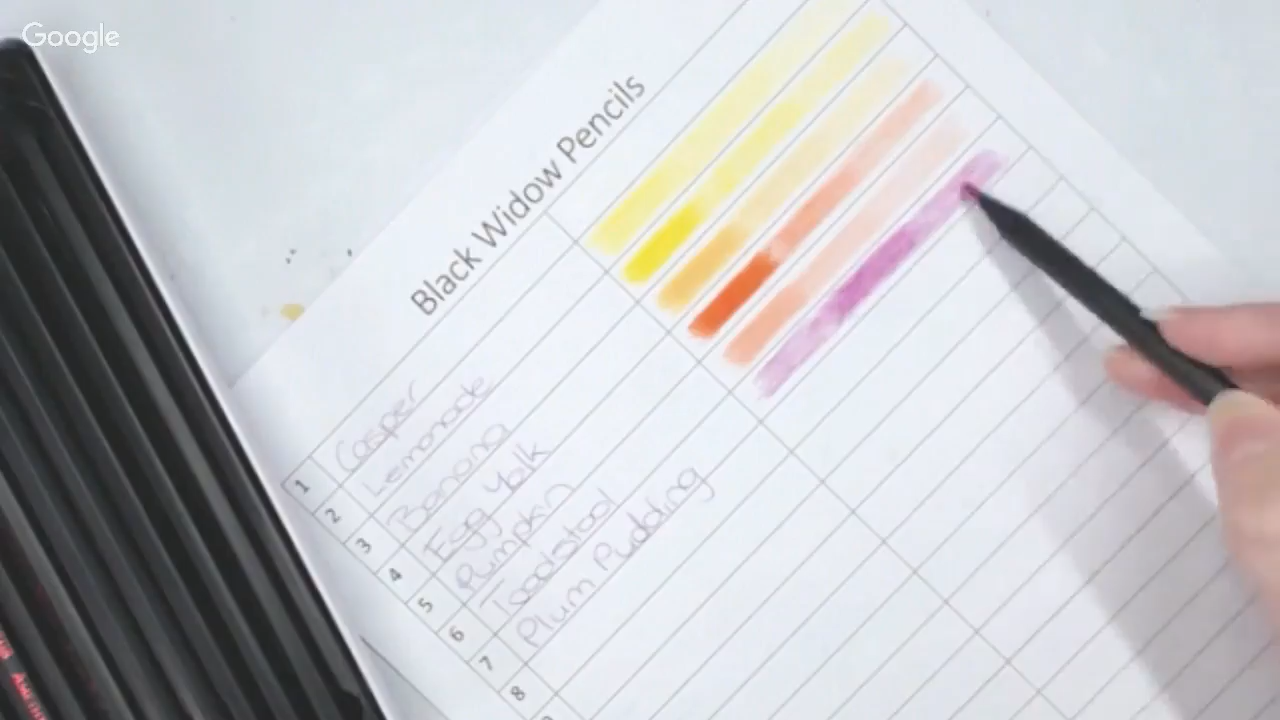 Google
Black Widow Pencils
1 Casper
2 Lemonade
3 Banana
4 Egg Yolk
5 Pumpkin
6 Toadstool
7 Plum Pudding
8